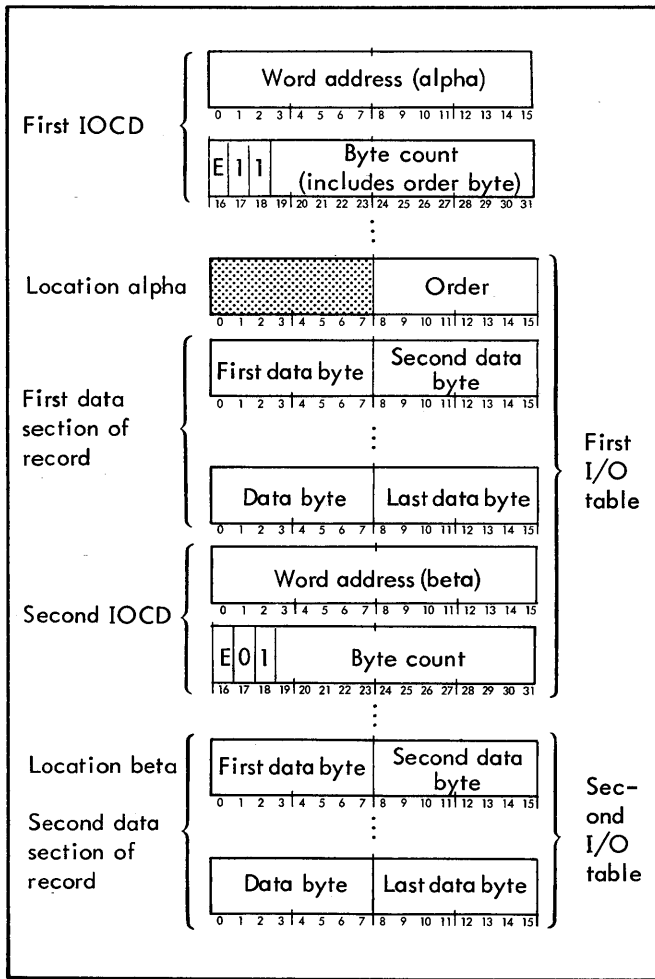 First IOCD
Word address (alpha)
0 1 2 3 4 5 6 7 8 9 10 11 12 13 14 15
E 1 1 Byte count
(includes order byte)
16 17 18 19 20 21 22 23 24 25 26 27 28 29 30 31
Location alpha
Order
0 1 2 3 4 5 6 7 8 9 10 11 12 13 14 15
First data
section of
record
First data byte Second data
byte
0 1 2 3 4 5 6 7 8 9 10 11 12 13 14 15
Data byte Last data byte
0 1 2 3 4 5 6 7 8 9 10 11 12 13 14 15
First
I/O
table
Second IOCD
Word address (beta)
0 1 2 3 4 5 6 7 8 9 10 11 12 13 14 15
E 0 1 Byte count
16 17 18 19 20 21 22 23 24 25 26 27 28 29 30 31
Location beta
First data byte Second data
byte
0 1 2 3 4 5 6 7 8 9 10 11 12 13 14 15
Second data
section of
record
Data byte Last data byte
0 1 2 3 4 5 6 7 8 9 10 11 12 13 14 15
Sec-
ond
I/O
table